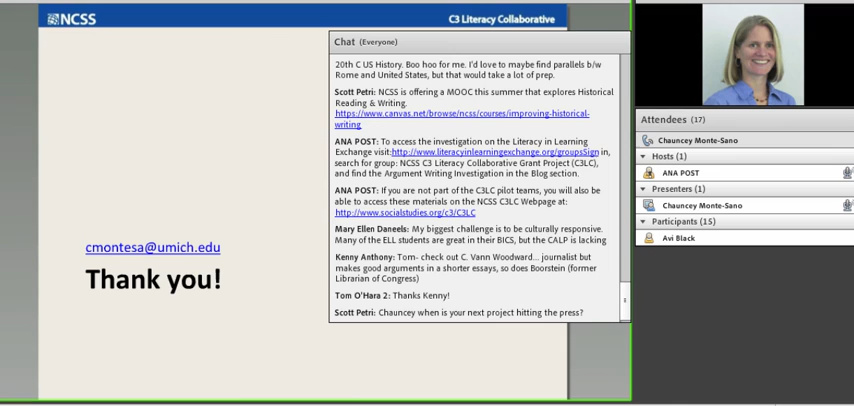 NCSS
C3 Literacy Collaborative
cmontesa@umich.edu
Thank you!
Chat (Everyone)
20th C US History. Boo hoo for me. I'd love to maybe find parallels b/w
Rome and United States, but that would take a lot of prep.
Scott Petri: NCSS is offering a MOOC this summer that explores Historical
Reading & Writing.
https://www.canvas.net/browse/ncss/courses/improving-historical-
writing
ANA POST: To access the investigation on the Literacy in Learning
Exchange visit:http://www.literacyinlearningexchange.org/groupsSign in,
search for group: NCSS C3 Literacy Collaborative Grant Project (C3LC),
and find the Argument Writing Investigation in the Blog section.
ANA POST: If you are not part of the C3LC pilot teams, you will also be
able to access these materials on the NCSS C3LC Webpage at:
http://www.socialstudies.org/c3/C3LC
Mary Ellen Daneels: My biggest challenge is to be culturally responsive.
Many of the ELL students are great in their BICS, but the CALP is lacking
Kenny Anthony: Tom- check out C. Vann Woodward... journalist but
makes good arguments in a shorter essays, so does Boorstein (former
Librarian of Congress)
Tom O'Hara 2: Thanks Kenny!
Scott Petri: Chauncey when is your next project hitting the press?
Attendees (17)
Chauncey Monte-Sano
Hosts (1)
ANA POST
Presenters (1)
Chauncey Monte-Sano
Participants (15)
Avi Black